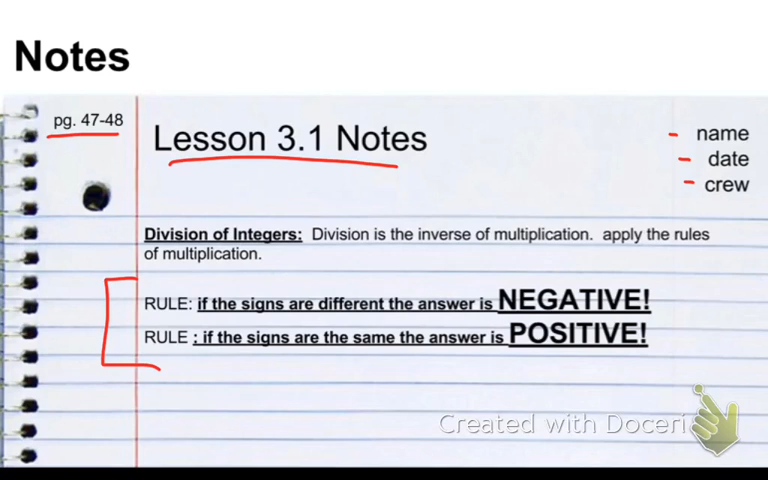 Notes
pg. 47-48
Lesson 3.1 Notes
name
date
crew
Division of Integers: Division is the inverse of multiplication. apply the rules
of multiplication.
RULE: if the signs are different the answer is NEGATIVE!
RULE : if the signs are the same the answer is POSITIVE!
Created with Doceri